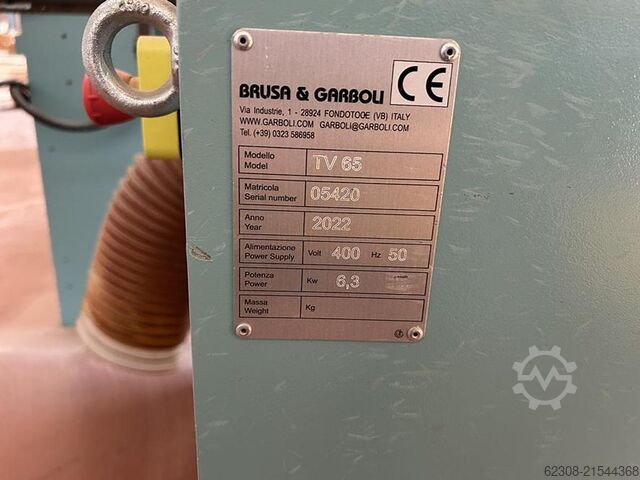 BRUSA & GARBOLI CE
Via Industrie, 1 - 28924 FONDOTOOE (VB) ITALY
WWW.GARBOLI.COM GARBOLI@GARBOLI.COM
Tel. (+39) 0323 586958
Modello
Model
TV 65
Matricola
Serial number
05420
Anno
Year
2022
Alimentazione
Power Supply
Volt 400 Hz 50
Potenza
Power
Kw 6,3
Massa
Weight
Kg
62308-21544368